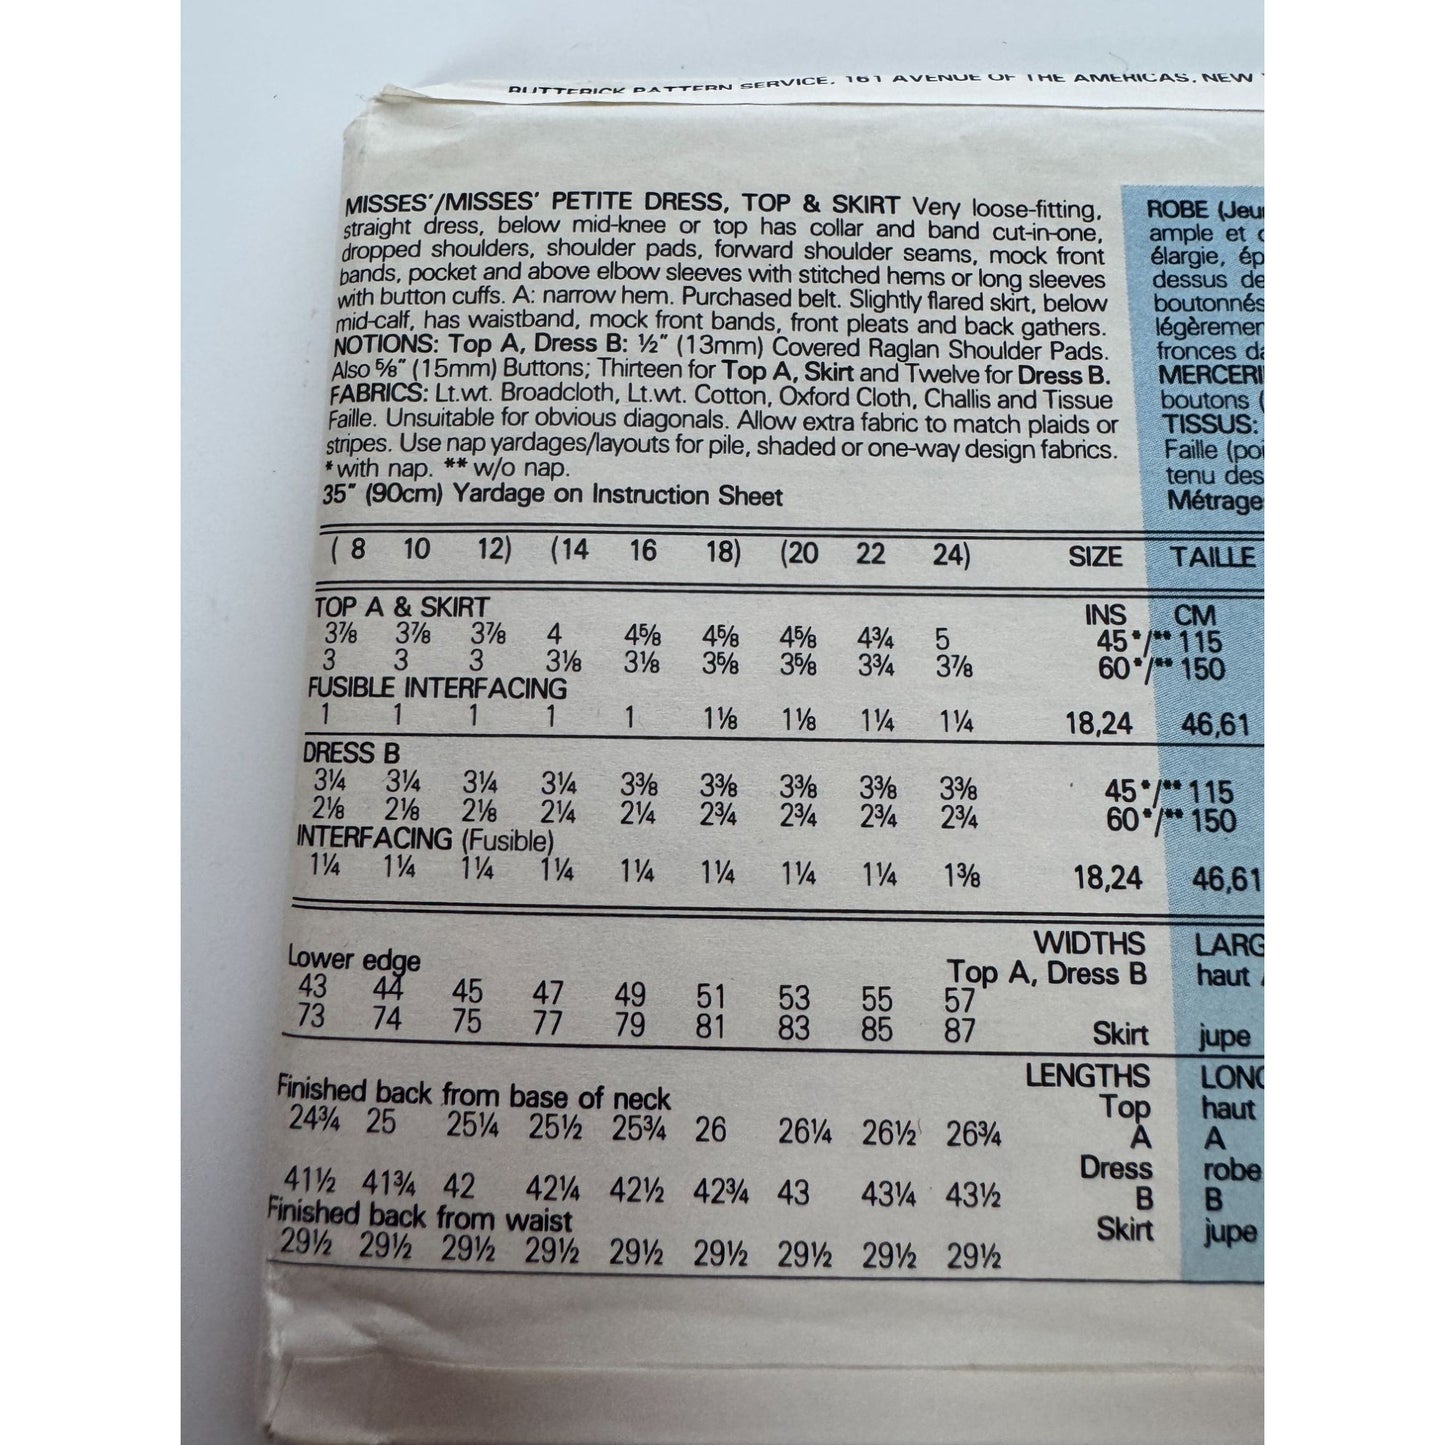 BUTTERICK PATTERN SERVICE, 161 AVENUE OF THE AMERICAS, NEW
MISSES'/MISSES' PETITE DRESS, TOP & SKIRT Very loose-fitting,
straight dress, below mid-knee or top has collar and band cut-in-one,
dropped shoulders, shoulder pads, forward shoulder seams, mock front
bands, pocket and above elbow sleeves with stitched hems or long sleeves
with button cuffs. A: narrow hem. Purchased belt. Slightly flared skirt, below
mid-calf, has waistband, mock front bands, front pleats and back gathers.
NOTIONS: Top A, Dress B: ½" (13mm) Covered Raglan Shoulder Pads.
Also ⅝" (15mm) Buttons; Thirteen for Top A, Skirt and Twelve for Dress B.
FABRICS: Lt.wt. Broadcloth, Lt.wt. Cotton, Oxford Cloth, Challis and Tissue
Faille. Unsuitable for obvious diagonals. Allow extra fabric to match plaids or
stripes. Use nap yardages/layouts for pile, shaded or one-way design fabrics.
*with nap. ** w/o nap.
35" (90cm) Yardage on Instruction Sheet
ROBE (Jeu
ample et
élargie, ép
dessus de
boutonnés
légèremen
fronces da
MERCERI
boutons (
TISSUS:
Faille (po
tenu des
Métrage
( 8 10 12) (14 16 18) (20 22 24) SIZE TAILLE
TOP A & SKIRT INS CM
3⅞ 3⅞ 3⅞ 4 4⅝ 4⅝ 4⅝ 4¾ 5 45*/** 115
3 3 3 3⅛ 3⅛ 3⅝ 3⅝ 3¾ 3⅞ 60*/** 150
FUSIBLE INTERFACING
1 1 1 1 1 1⅛ 1⅛ 1¼ 1¼ 18,24 46,61
DRESS B
3¼ 3¼ 3¼ 3¼ 3⅜ 3⅜ 3⅜ 3⅜ 3⅜ 45*/** 115
2⅛ 2⅛ 2⅛ 2¼ 2¼ 2¾ 2¾ 2¾ 2¾ 60*/** 150
INTERFACING (Fusible)
1¼ 1¼ 1¼ 1¼ 1¼ 1¼ 1¼ 1¼ 1⅜ 18,24 46,61
WIDTHS LARG
Lower edge Top A, Dress B haut
43 44 45 47 49 51 53 55 57
73 74 75 77 79 81 83 85 87 Skirt jupe
LENGTHS LONG
Finished back from base of neck Top haut
24¾ 25 25¼ 25½ 25¾ 26 26¼ 26½ 26¾ A A
Dress robe
41½ 41¾ 42 42¼ 42½ 42¾ 43 43¼ 43½ B B
Finished back from waist Skirt jupe
29½ 29½ 29½ 29½ 29½ 29½ 29½ 29½ 29½